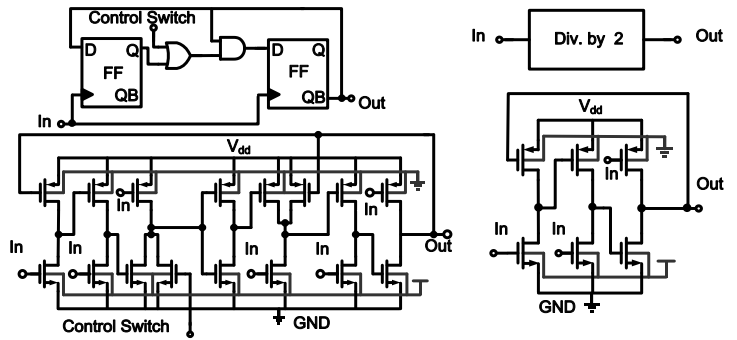 Control Switch
D Q
FF
QB
D Q
FF
QB
In
Out
In
Div. by 2
Out
Vdd
In
In
In
In
In
In
In
Out
Control Switch
GND
Vdd
In
In
In
Out
GND